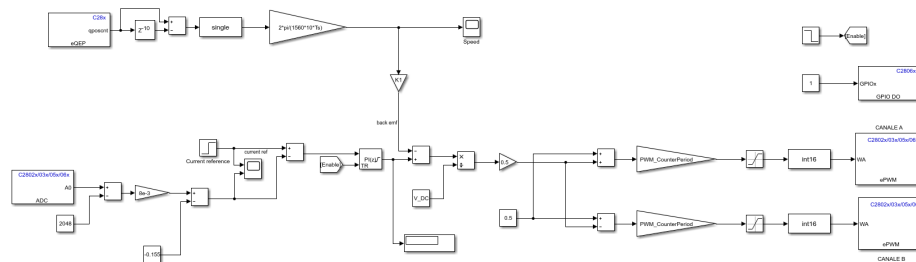 C28x
qposcnt
eQEP
Z-10
+
-
single
2*pi/(1560*10*Ts)
Speed
[Enable]
K1
1
C2806x
GPIOx
GPIO DO
back emf
CANALE A
Current reference
current ref
+
-
[Enable]
PI(z)
TR
-
+
×
÷
0.5
+
+
PWM_CounterPeriod
int16
C2802x/03x/05x/06
WA
ePWM
C2802x/03x/05x/06x
A0
ADC
+
-
8e-3
+
-
V_DC
2048
0.5
+
-
PWM_CounterPeriod
int16
C2802x/03x/05x/0
WA
ePWM
-0.155
CANALE B